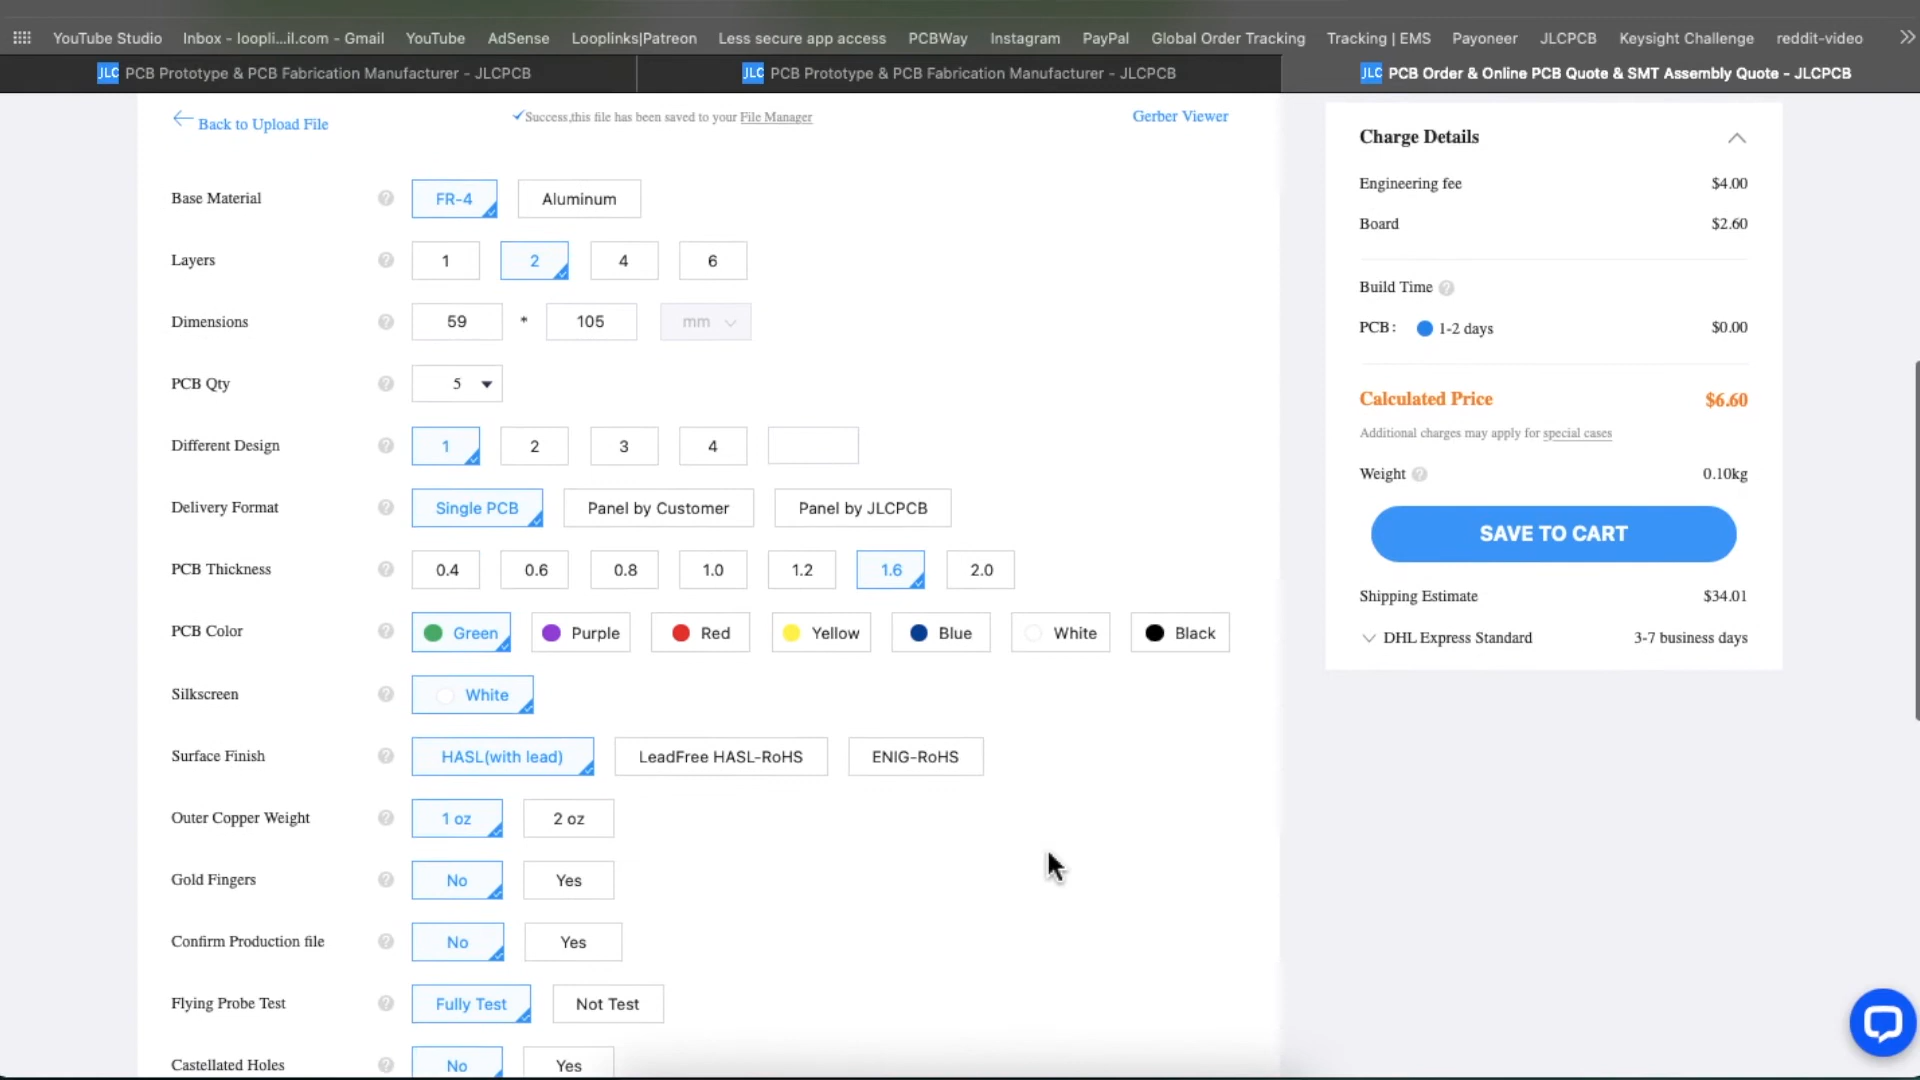 YouTube Studio Inbox - loopli...il.com - Gmail YouTube AdSense Looplinks|Patreon Less secure app access PCBWay Instagram PayPal Global Order Tracking Tracking | EMS Payoneer JLCPCB Keysight Challenge reddit-video
JLC PCB Prototype & PCB Fabrication Manufacturer - JLCPCB JLC PCB Prototype & PCB Fabrication Manufacturer - JLCPCB JLC PCB Order & Online PCB Quote & SMT Assembly Quote - JLCPCB
Back to Upload File Success,this file has been saved to your File Manager Gerber Viewer
Base Material ? FR-4 Aluminum
Layers ? 1 2 4 6
Dimensions ? 59 * 105 mm
PCB Qty ? 5
Different Design ? 1 2 3 4
Delivery Format ? Single PCB Panel by Customer Panel by JLCPCB
PCB Thickness ? 0.4 0.6 0.8 1.0 1.2 1.6 2.0
PCB Color ? Green Purple Red Yellow Blue White Black
Silkscreen ? White
Surface Finish ? HASL(with lead) LeadFree HASL-RoHS ENIG-RoHS
Outer Copper Weight ? 1 oz 2 oz
Gold Fingers ? No Yes
Confirm Production file ? No Yes
Flying Probe Test ? Fully Test Not Test
Castellated Holes ? No Yes
Charge Details
Engineering fee $4.00
Board $2.60
Build Time ?
PCB: 1-2 days $0.00
Calculated Price $6.60
Additional charges may apply for special cases
Weight ? 0.10kg
SAVE TO CART
Shipping Estimate $34.01
DHL Express Standard 3-7 business days